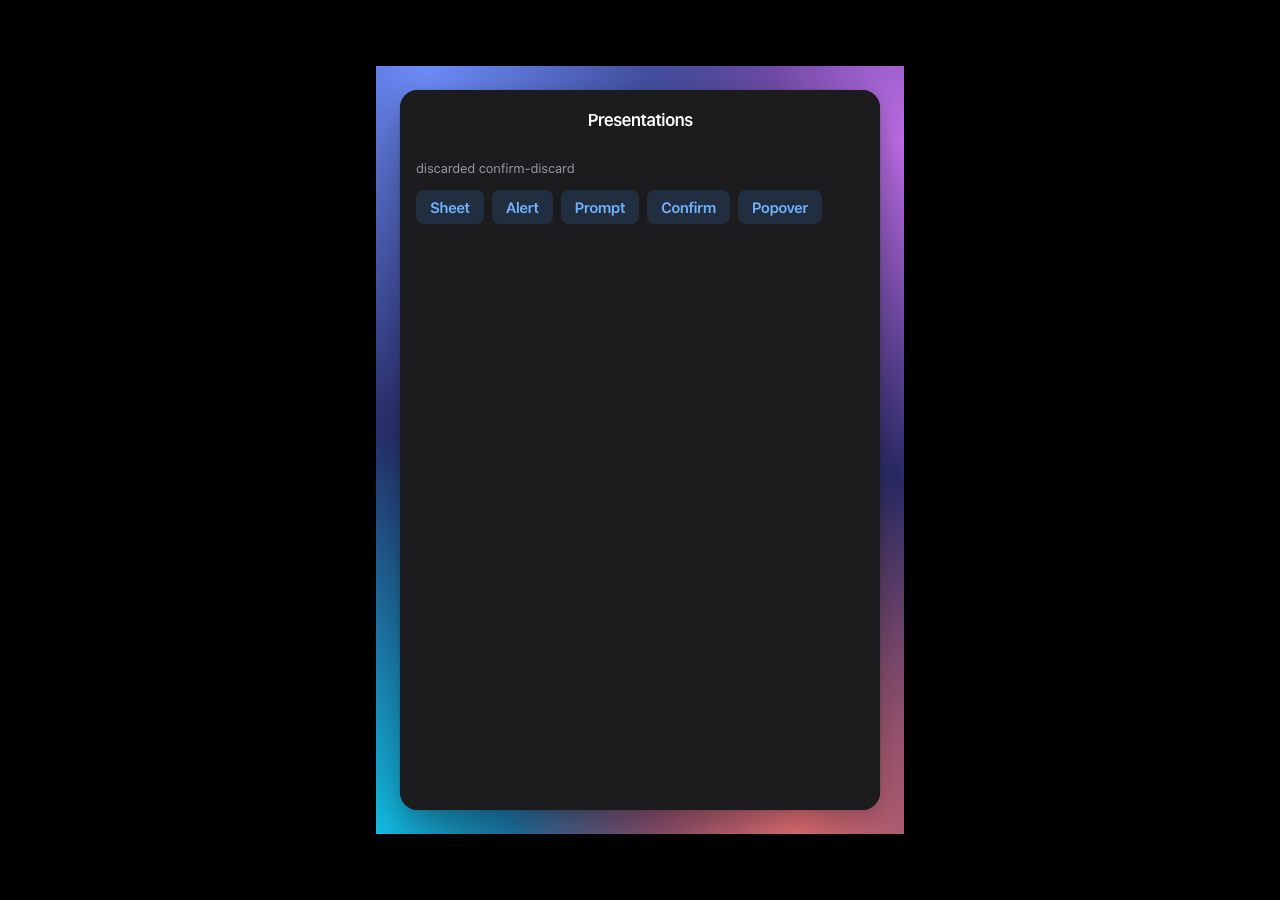 Presentations
discarded confirm-discard
Sheet Alert Prompt Confirm Popover